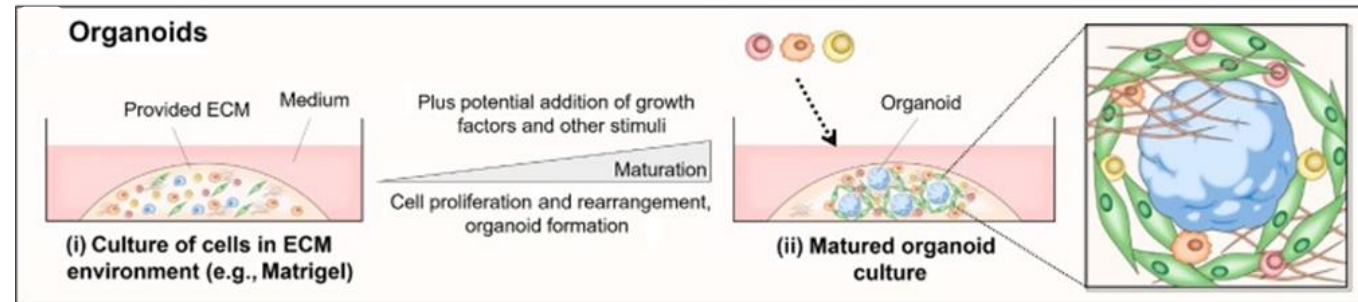 Organoids
Provided ECM
Medium
Plus potential addition of growth
factors and other stimuli
Maturation
Cell proliferation and rearrangement,
organoid formation
Organoid
(i) Culture of cells in ECM
environment (e.g., Matrigel)
(ii) Matured organoid
culture